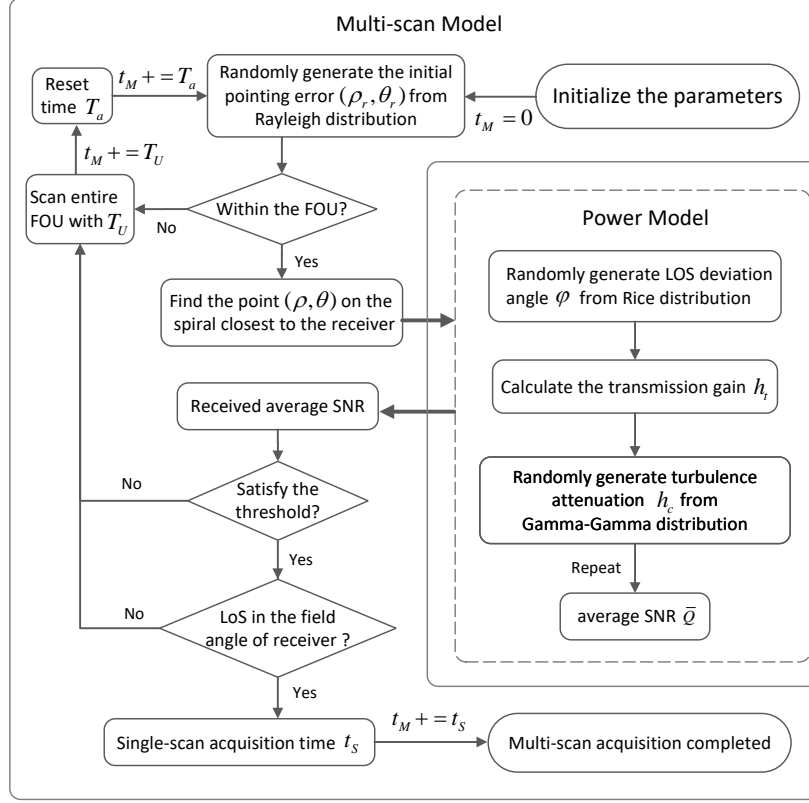 Multi-scan Model
Reset
time T_a
t_M += T_a
Randomly generate the initial
pointing error (ρ_r, θ_r) from
Rayleigh distribution
Initialize the parameters
t_M = 0
t_M += T_U
Scan entire
FOU with T_U
No
Within the FOU?
Yes
Find the point (ρ, θ) on the
spiral closest to the receiver
Power Model
Randomly generate LOS deviation
angle φ from Rice distribution
Calculate the transmission gain h_t
Randomly generate turbulence
attenuation h_c from
Gamma-Gamma distribution
Repeat
average SNR Q̄
Received average SNR
No
Satisfy the
threshold?
Yes
No
LoS in the field
angle of receiver ?
Yes
Single-scan acquisition time t_S
t_M += t_S
Multi-scan acquisition completed